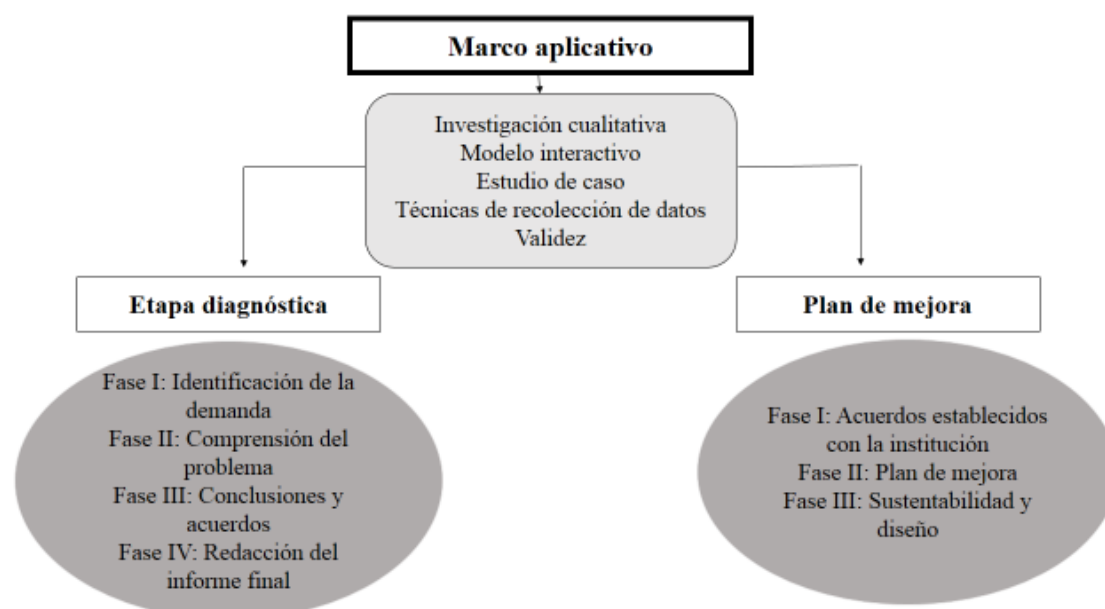 Marco aplicativo
Investigación cualitativa
Modelo interactivo
Estudio de caso
Técnicas de recolección de datos
Validez
Etapa diagnóstica
Fase I: Identificación de la
demanda
Fase II: Comprensión del
problema
Fase III: Conclusiones y
acuerdos
Fase IV: Redacción del
informe final
Plan de mejora
Fase I: Acuerdos establecidos
con la institución
Fase II: Plan de mejora
Fase III: Sustentabilidad y
diseño